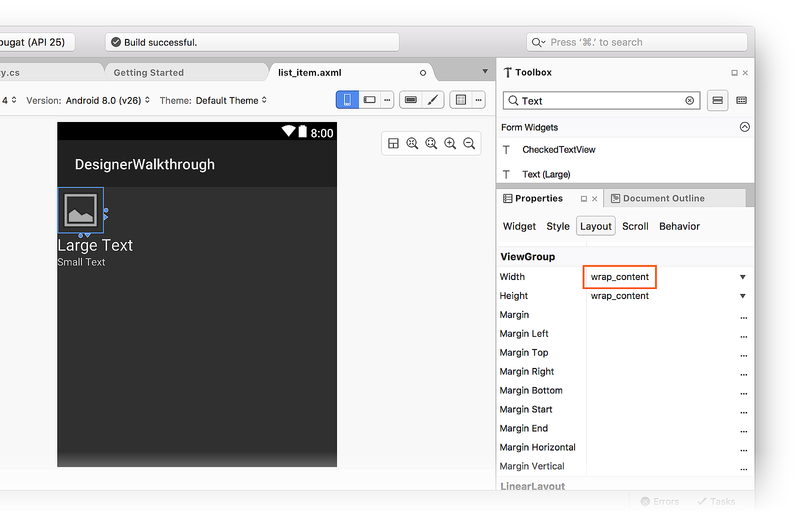 ougat (API 25)
Build successful.
Press ‘⌘.’ to search
ty.cs
Getting Started
list_item.axml
4
Version: Android 8.0 (v26)
Theme: Default Theme
8:00
DesignerWalkthrough
Large Text
Small Text
Toolbox
Text
Form Widgets
CheckedTextView
Text (Large)
Properties
Document Outline
Widget
Style
Layout
Scroll
Behavior
ViewGroup
Width
wrap_content
Height
wrap_content
Margin
...
Margin Left
...
Margin Top
...
Margin Right
...
Margin Bottom
...
Margin Start
...
Margin End
...
Margin Horizontal
...
Margin Vertical
...
LinearLayout
Errors
Tasks